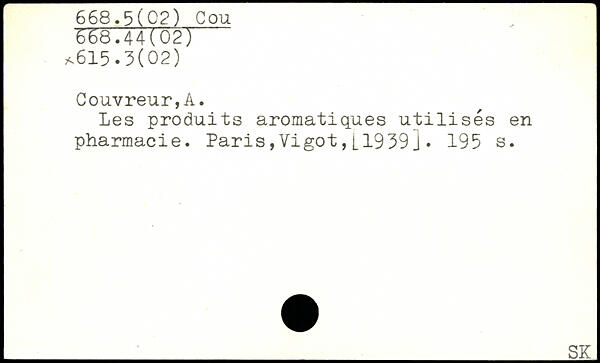 668.5(02) Cou
668.44(02)
×615.3(02)
Couvreur,A.
Les produits aromatiques utilisés en
pharmacie. Paris,Vigot,[1939]. 195 s.
SK